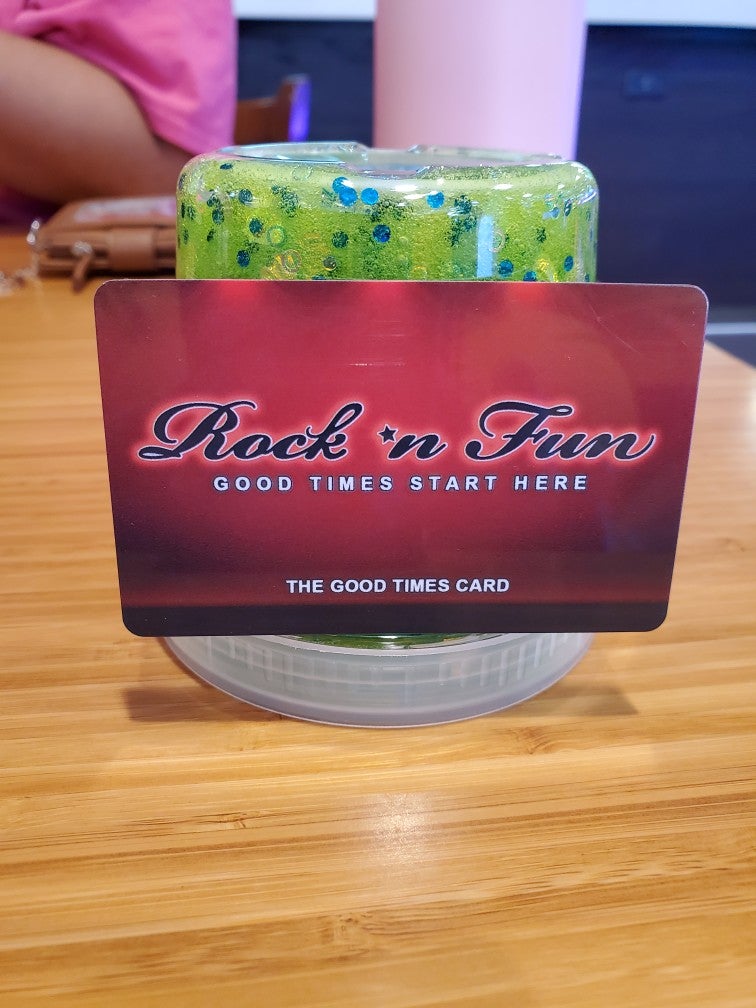 Rock 'n Fun
GOOD TIMES START HERE
THE GOOD TIMES CARD